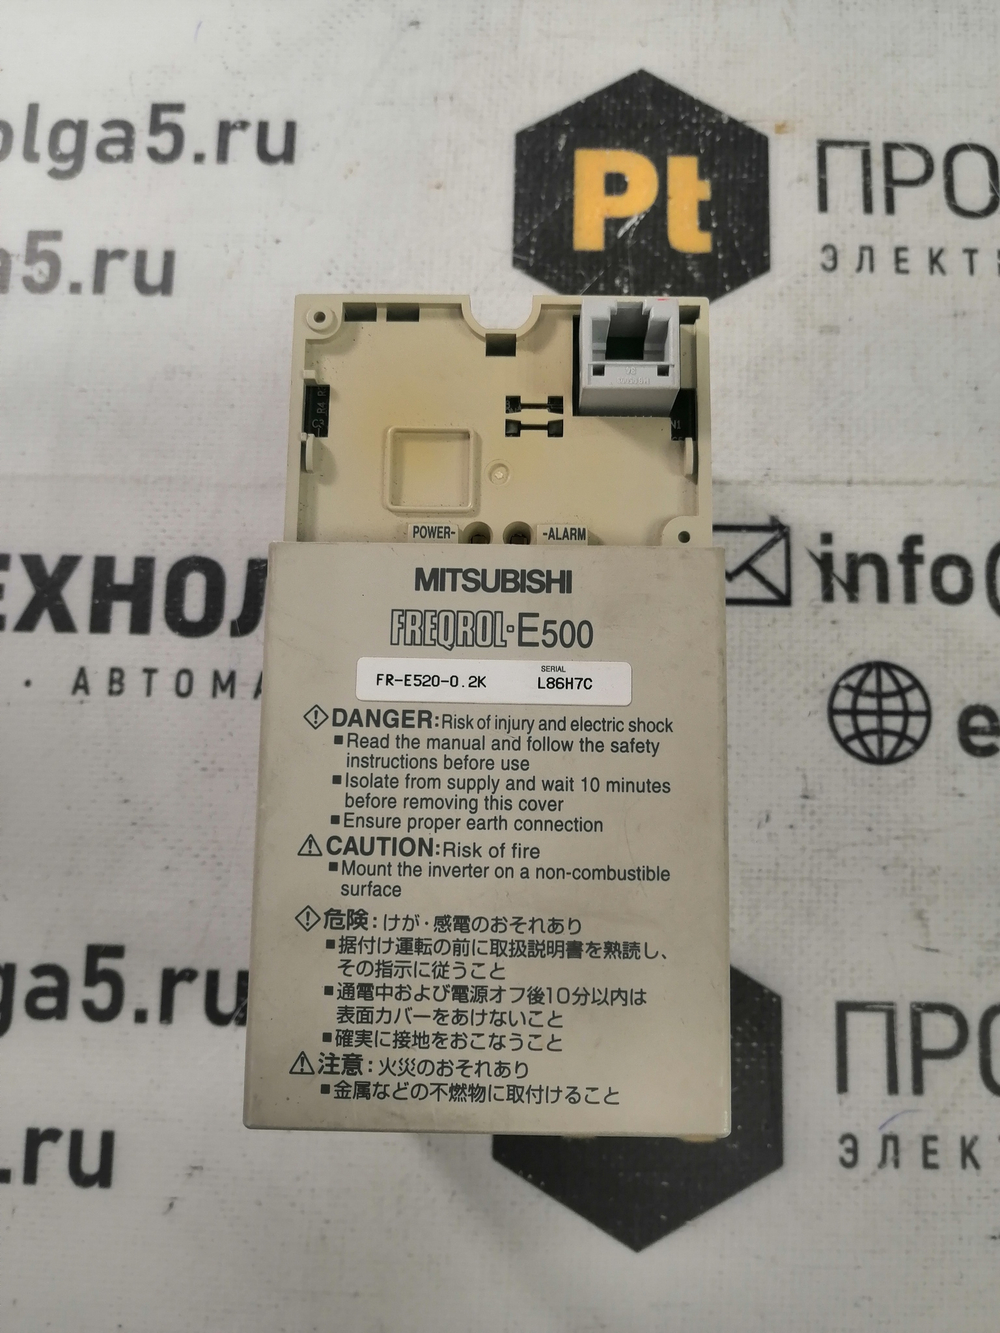 olga5.ru
a5.ru
Pt
ПРО
ЭЛЕКТ
R4
POWER-
-ALARM
MITSUBISHI
FREQROL-E500
SERIAL
FR-E520-0.2K L86H7C
DANGER:Risk of injury and electric shock
■Read the manual and follow the safety
instructions before use
■Isolate from supply and wait 10 minutes
before removing this cover
■Ensure proper earth connection
CAUTION:Risk of fire
■Mount the inverter on a non-combustible
surface
危険:けが・感電のおそれあり
■据付け運転の前に取扱説明書を熟読し、
その指示に従うこと
■通電中および電源オフ後10分以内は
表面カバーをあけないこと
■確実に接地をおこなうこと
注意:火災のおそれあり
■金属などの不燃物に取付けること
ЕХНОЛ
· АВТОМА
info@
e
ga5.ru
.ru
ПРО
ЭЛЕК